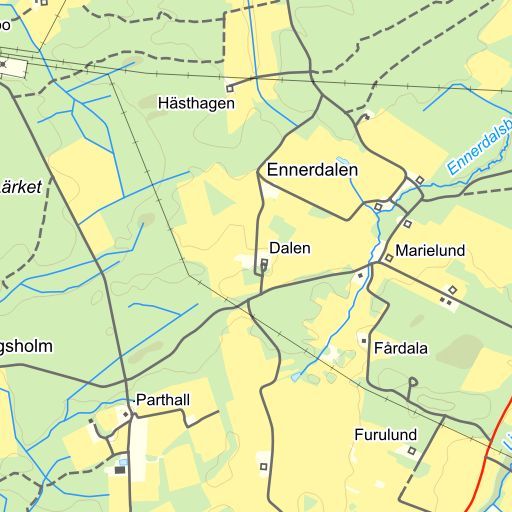 Hästhagen
Ennerdalen
Dalen
Marielund
Fårdala
Parthall
Furulund